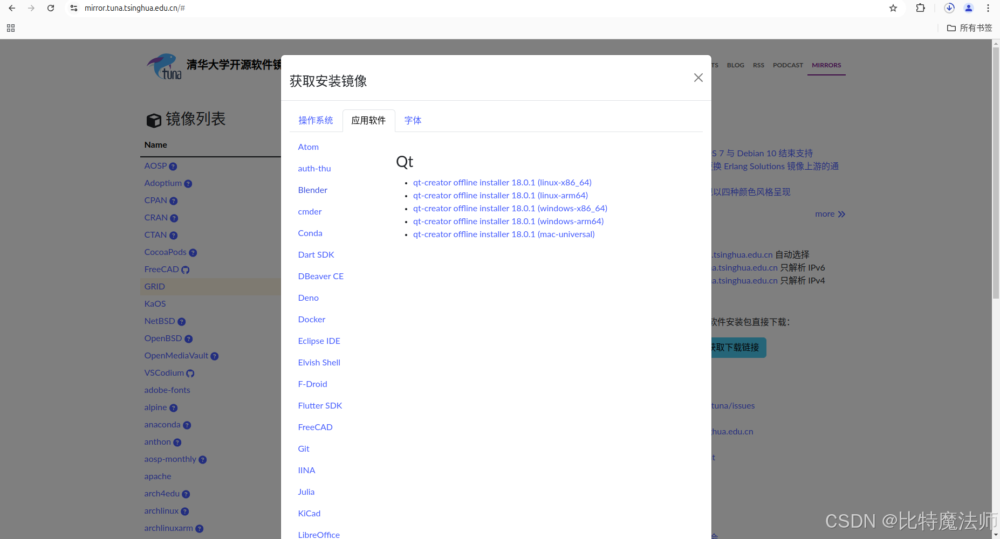 mirror.tuna.tsinghua.edu.cn/#
所有书签
tuna
清华大学开源软件镜
TS BLOG RSS PODCAST MIRRORS
获取安装镜像
操作系统 应用软件 字体
镜像列表
Name
AOSP
Adoptium
CPAN
CRAN
CTAN
CocoaPods
FreeCAD
GRID
KaOS
NetBSD
OpenBSD
OpenMediaVault
VSCodium
adobe-fonts
alpine
anaconda
anthon
aosp-monthly
apache
arch4edu
archlinux
archlinuxarm
Atom
auth-thu
Blender
cmder
Conda
Dart SDK
DBeaver CE
Deno
Docker
Eclipse IDE
Elvish Shell
F-Droid
Flutter SDK
FreeCAD
Git
IINA
Julia
KiCad
LibreOffice
Qt
qt-creator offline installer 18.0.1 (linux-x86_64)
qt-creator offline installer 18.0.1 (linux-arm64)
qt-creator offline installer 18.0.1 (windows-x86_64)
qt-creator offline installer 18.0.1 (windows-arm64)
qt-creator offline installer 18.0.1 (mac-universal)
S 7 与 Debian 10 结束支持
换 Erlang Solutions 镜像上游的通
以四种颜色风格呈现
more
.tsinghua.edu.cn 自动选择
a.tsinghua.edu.cn 只解析 IPv6
a.tsinghua.edu.cn 只解析 IPv4
软件安装包直接下载：
获取下载链接
tuna/issues
hua.edu.cn
t
CSDN @比特魔法师